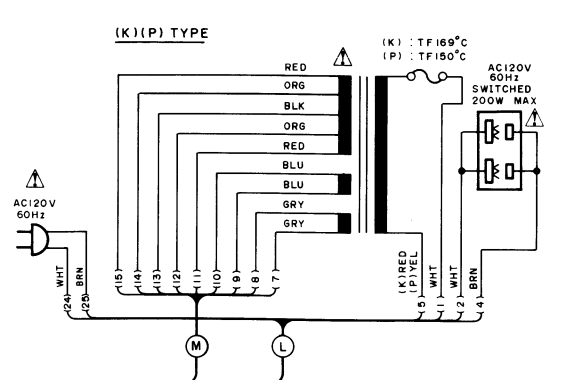 (K)(P) TYPE
(K) : TF169°C
(P) : TF150°C
AC120V
60Hz
SWITCHED
200W MAX
RED
ORG
BLK
ORG
RED
BLU
BLU
GRY
GRY
AC120V
60Hz
WHT
BRN
(24)
(25)
(15)
(14)
(13)
(12)
(11)
10
9
8
7
(K)RED
(P)YEL
WHT
WHT
BRN
5
1
2
4
M
L